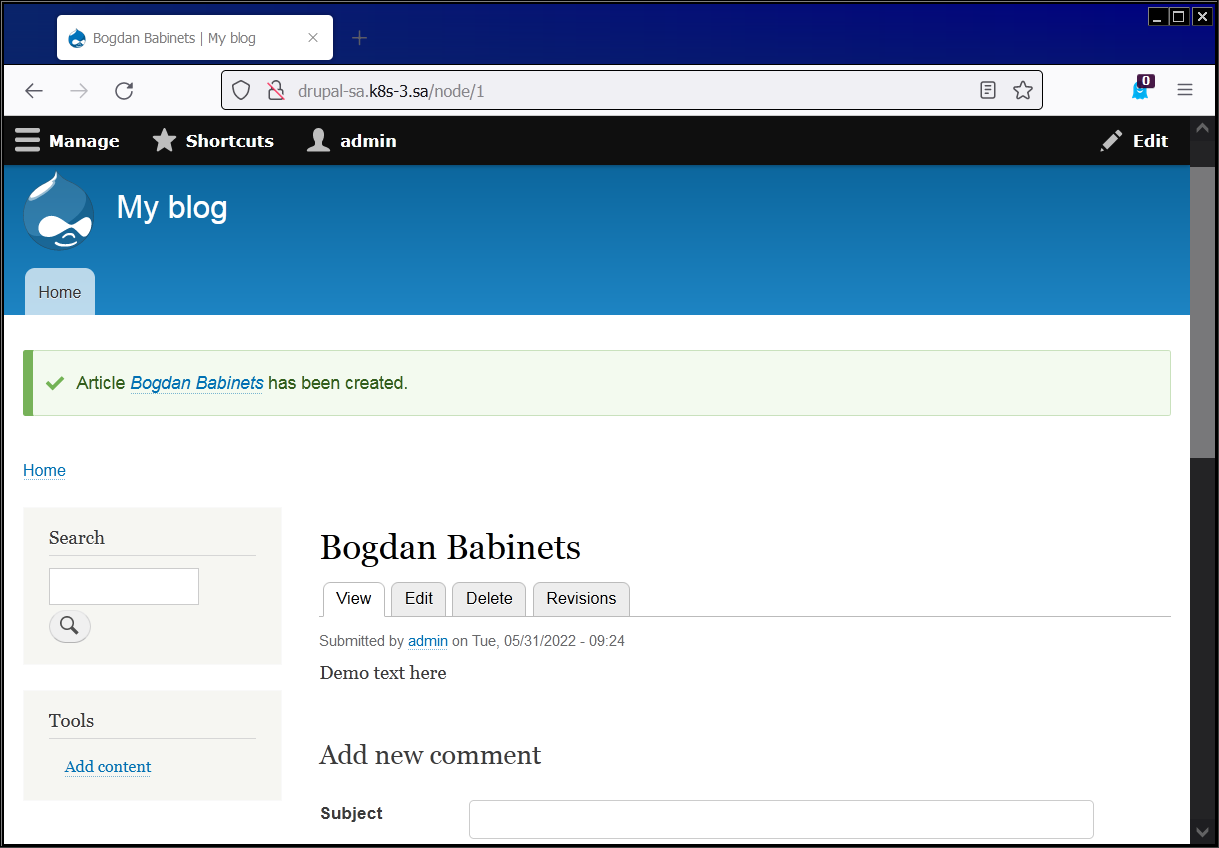 Bogdan Babinets | My blog
drupal-sa.k8s-3.sa/node/1
0
Manage Shortcuts admin Edit
My blog
Home
Article Bogdan Babinets has been created.
Home
Search
Bogdan Babinets
View Edit Delete Revisions
Submitted by admin on Tue, 05/31/2022 - 09:24
Demo text here
Tools
Add content
Add new comment
Subject